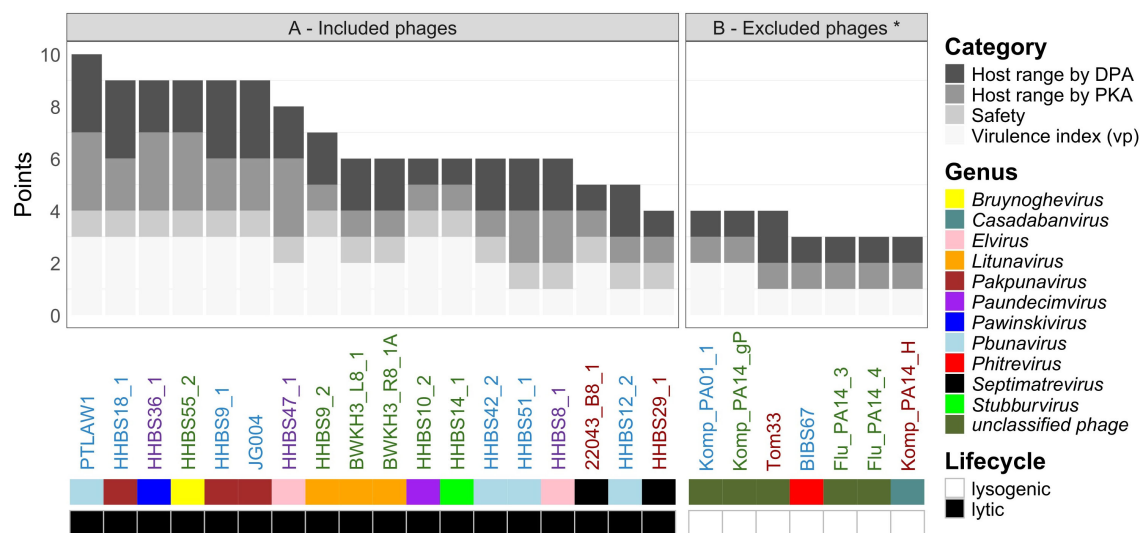 A - Included phages
B - Excluded phages *
Points
10
8
6
4
2
0
PTLAW1
HHBS18_1
HHBS36_1
HHBS55_2
HHBS9_1
JG004
HHBS47_1
HHBS9_2
BWKH3_L8_1
BWKH3_R8_1A
HHBS10_2
HHBS14_1
HHBS42_2
HHBS51_1
HHBS8_1
22043_B8_1
HHBS12_2
HHBS29_1
Komp_PA01_1
Komp_PA14_gP
Tom33
BIBS67
Flu_PA14_3
Flu_PA14_4
Komp_PA14_H
Category
Host range by DPA
Host range by PKA
Safety
Virulence index (vp)
Genus
Bruynoghevirus
Casadabanvirus
Elvirus
Litunavirus
Pakpunavirus
Paundecimvirus
Pawinskivirus
Pbunavirus
Phitrevirus
Septimatrevirus
Stubburvirus
unclassified phage
Lifecycle
lysogenic
lytic